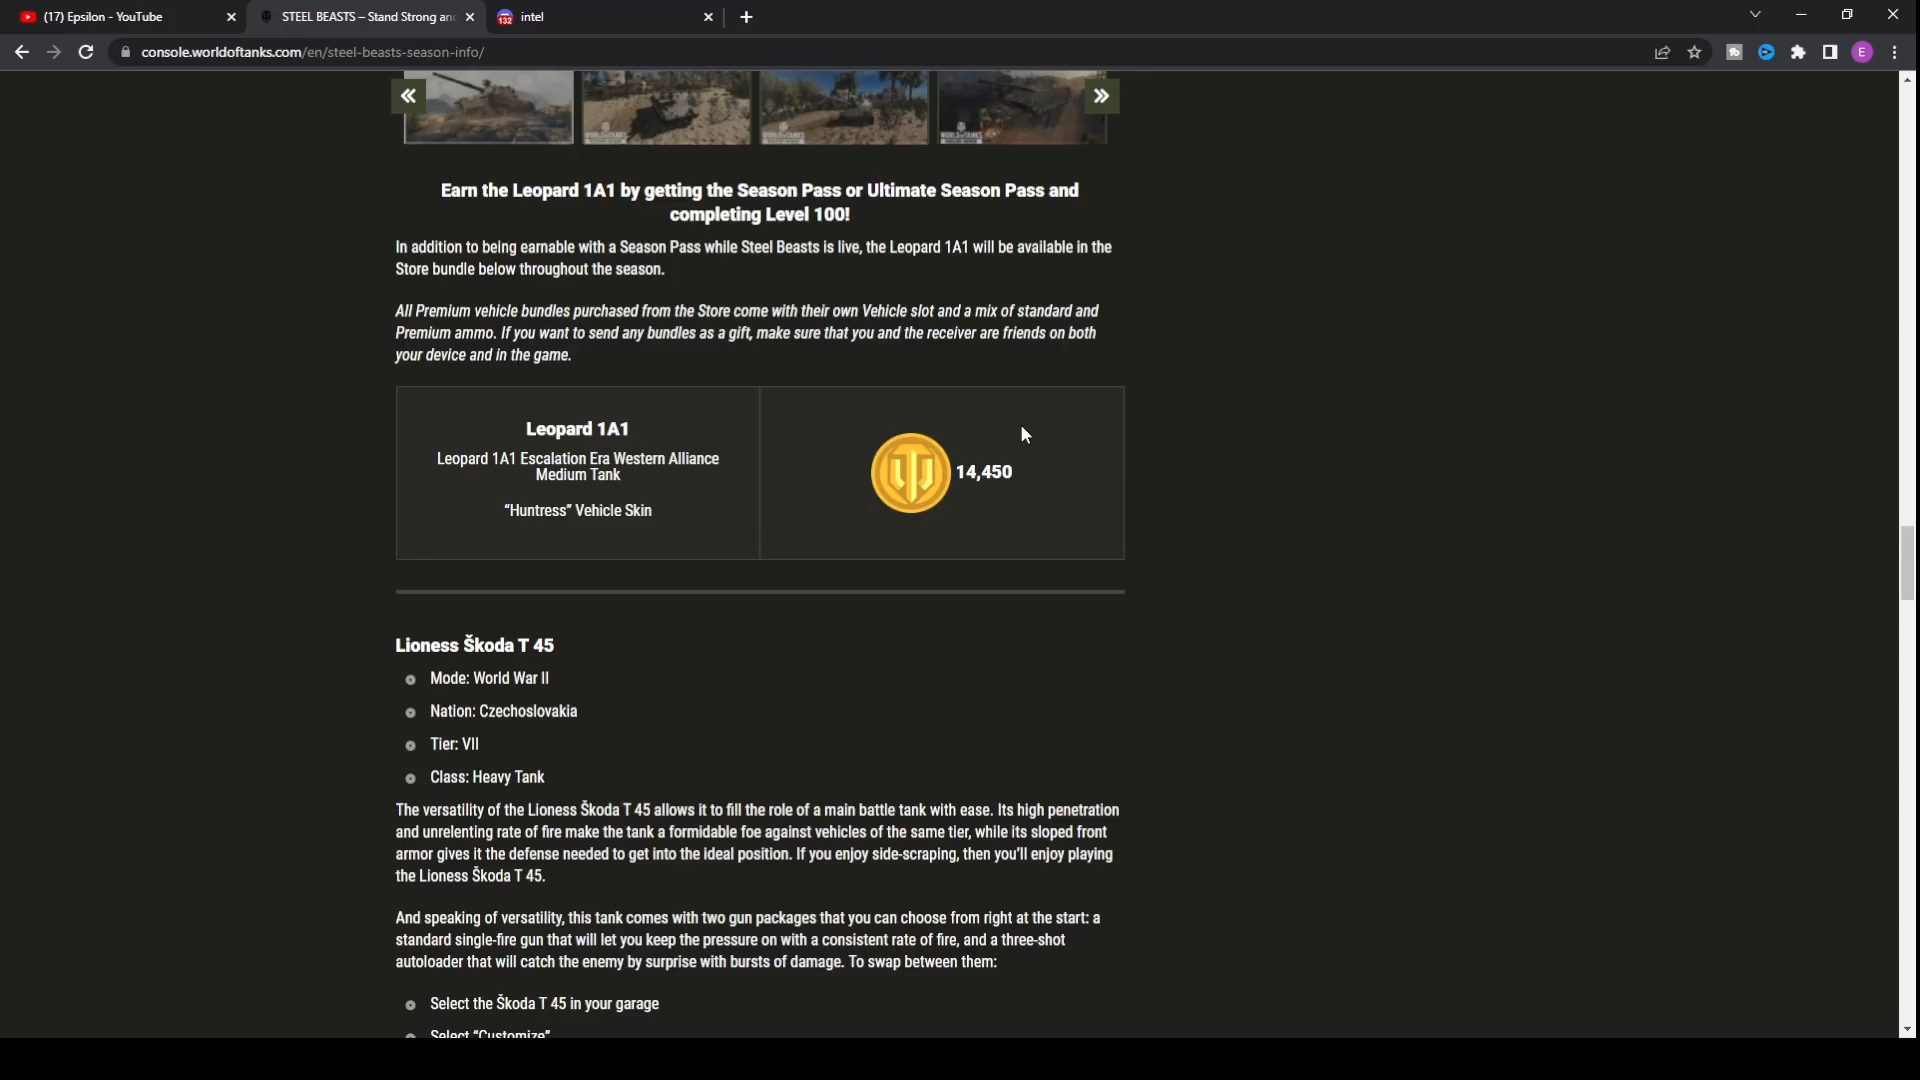 (17) Epsilon - YouTube
STEEL BEASTS – Stand Strong an
132 intel
console.worldoftanks.com/en/steel-beasts-season-info/
E
Earn the Leopard 1A1 by getting the Season Pass or Ultimate Season Pass and
completing Level 100!
In addition to being earnable with a Season Pass while Steel Beasts is live, the Leopard 1A1 will be available in the
Store bundle below throughout the season.
All Premium vehicle bundles purchased from the Store come with their own Vehicle slot and a mix of standard and
Premium ammo. If you want to send any bundles as a gift, make sure that you and the receiver are friends on both
your device and in the game.
Leopard 1A1
Leopard 1A1 Escalation Era Western Alliance
Medium Tank
“Huntress” Vehicle Skin
14,450
Lioness Škoda T 45
Mode: World War II
Nation: Czechoslovakia
Tier: VII
Class: Heavy Tank
The versatility of the Lioness Škoda T 45 allows it to fill the role of a main battle tank with ease. Its high penetration
and unrelenting rate of fire make the tank a formidable foe against vehicles of the same tier, while its sloped front
armor gives it the defense needed to get into the ideal position. If you enjoy side-scraping, then you’ll enjoy playing
the Lioness Škoda T 45.
And speaking of versatility, this tank comes with two gun packages that you can choose from right at the start: a
standard single-fire gun that will let you keep the pressure on with a consistent rate of fire, and a three-shot
autoloader that will catch the enemy by surprise with bursts of damage. To swap between them:
Select the Škoda T 45 in your garage
Select “Customize”